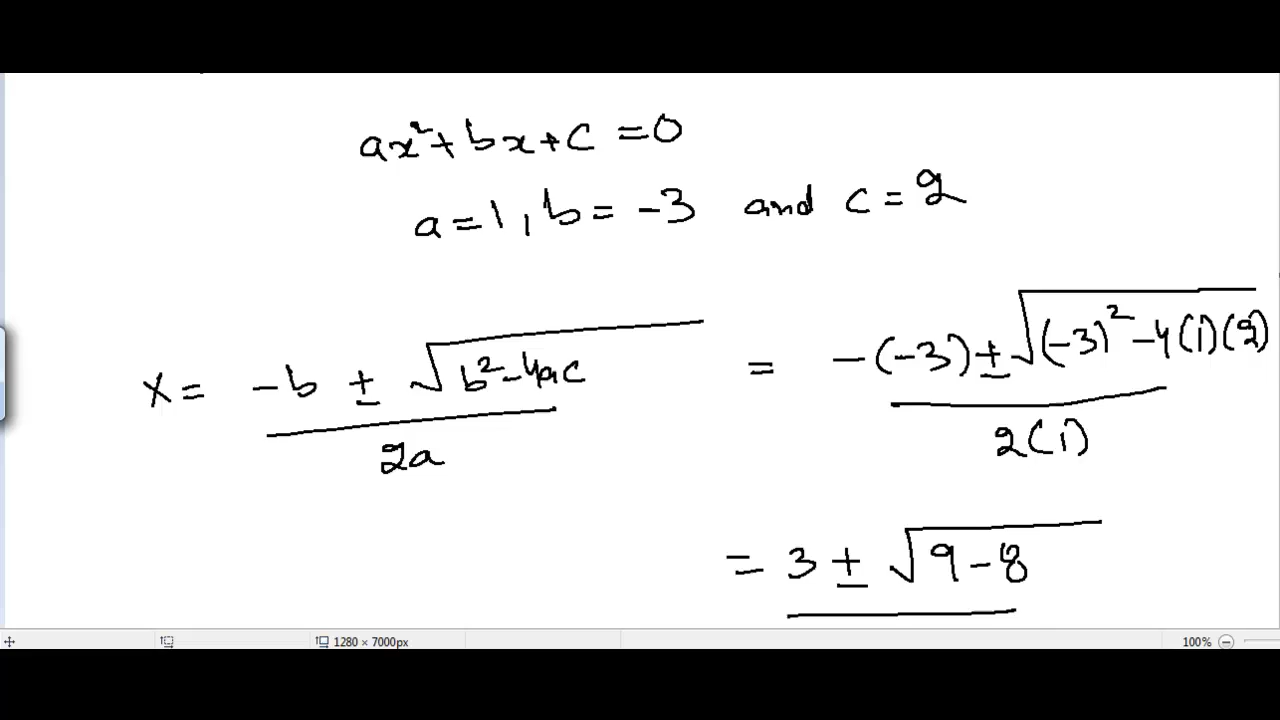 ax²+bx+c =0
a=1, b= -3 and c=2
x= -b ± √(b²-4ac) / 2a = -(-3) ± √((-3)²-4(1)(2)) / 2(1)
= 3 ± √(9-8)
1280 × 7000px 100%